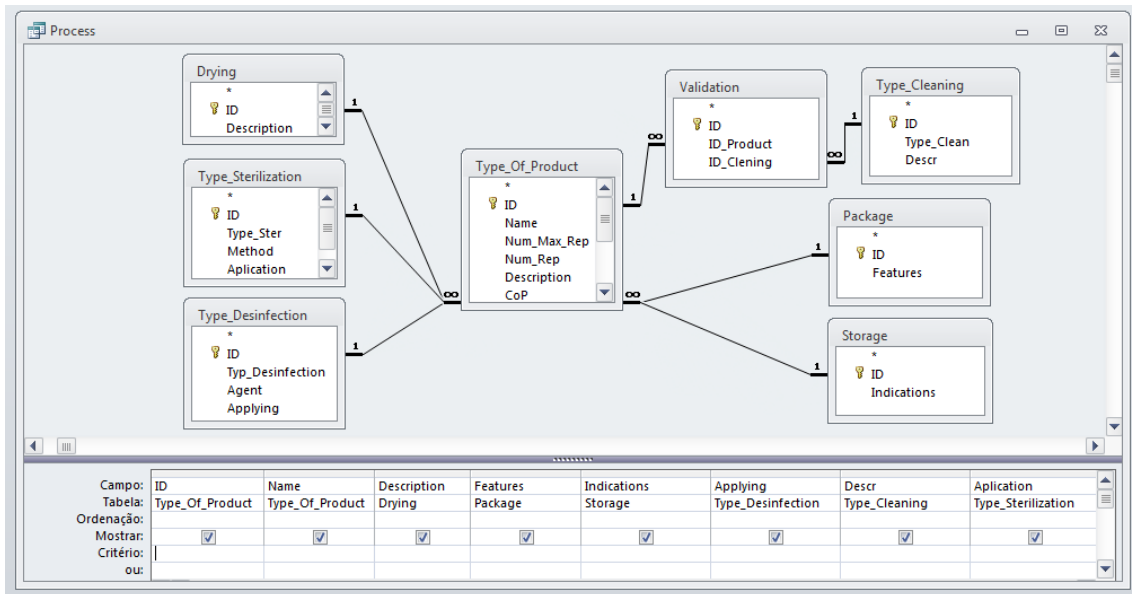 Process
Drying
*
ID
Description
Type_Sterilization
*
ID
Type_Ster
Method
Aplication
Type_Desinfection
*
ID
Typ_Desinfection
Agent
Applying
Type_Of_Product
*
ID
Name
Num_Max_Rep
Num_Rep
Description
CoP
Validation
*
ID
ID_Product
ID_Clening
Type_Cleaning
*
ID
Type_Clean
Descr
Package
*
ID
Features
Storage
*
ID
Indications
1
1
1
∞
∞
1
∞
1
∞
1
1
Campo: ID Name Description Features Indications Applying Descr Aplication
Tabela: Type_Of_Product Type_Of_Product Drying Package Storage Type_Desinfection Type_Cleaning Type_Sterilization
Ordenação:
Mostrar:
Critério:
ou: